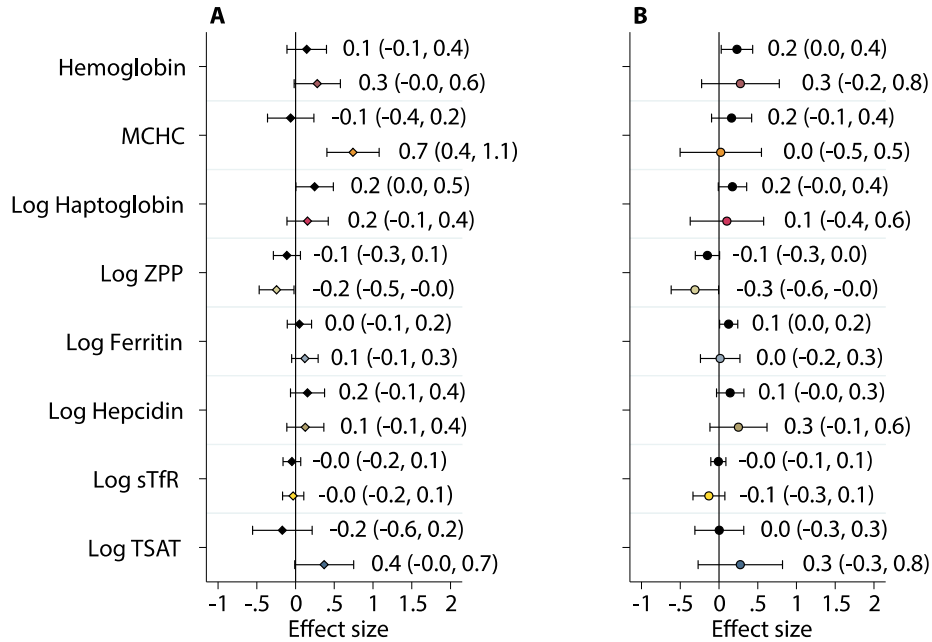 A
B
Hemoglobin
0.1 (-0.1, 0.4)
0.2 (0.0, 0.4)
0.3 (-0.0, 0.6)
0.3 (-0.2, 0.8)
MCHC
-0.1 (-0.4, 0.2)
0.2 (-0.1, 0.4)
0.7 (0.4, 1.1)
0.0 (-0.5, 0.5)
Log Haptoglobin
0.2 (0.0, 0.5)
0.2 (-0.0, 0.4)
0.2 (-0.1, 0.4)
0.1 (-0.4, 0.6)
Log ZPP
-0.1 (-0.3, 0.1)
-0.1 (-0.3, 0.0)
-0.2 (-0.5, -0.0)
-0.3 (-0.6, -0.0)
Log Ferritin
0.0 (-0.1, 0.2)
0.1 (0.0, 0.2)
0.1 (-0.1, 0.3)
0.0 (-0.2, 0.3)
Log Hepcidin
0.2 (-0.1, 0.4)
0.1 (-0.0, 0.3)
0.1 (-0.1, 0.4)
0.3 (-0.1, 0.6)
Log sTfR
-0.0 (-0.2, 0.1)
-0.0 (-0.1, 0.1)
-0.0 (-0.2, 0.1)
-0.1 (-0.3, 0.1)
Log TSAT
-0.2 (-0.6, 0.2)
0.0 (-0.3, 0.3)
0.4 (-0.0, 0.7)
0.3 (-0.3, 0.8)
-1 -.5 0 .5 1 1.5 2
-1 -.5 0 .5 1 1.5 2
Effect size
Effect size